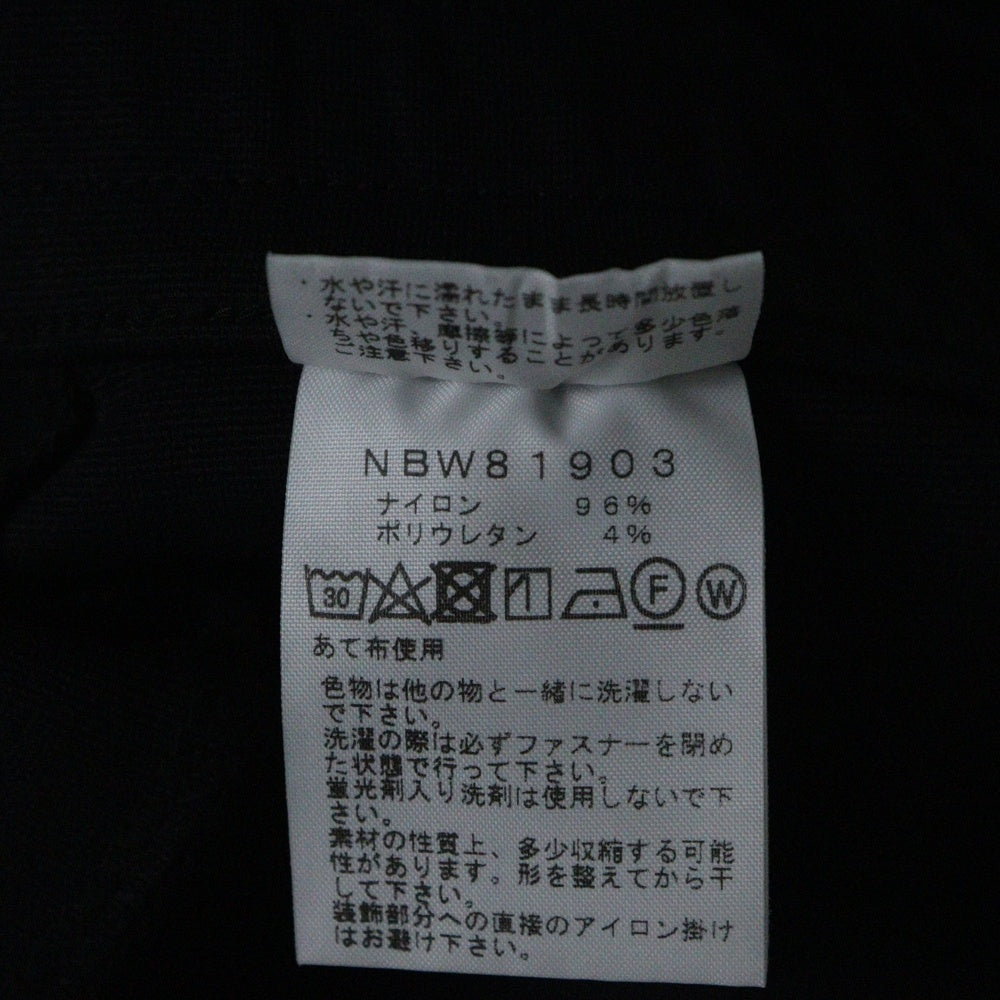 ・水や汗に濡れたまま長時間放置し
ないで下さい。
・水や汗、摩擦等によって多少色落
ちや色移りすることがあります。
ご注意下さい。
NBW81903
ナイロン 96%
ポリウレタン 4%
30 F W
あて布使用
色物は他の物と一緒に洗濯しない
で下さい。
洗濯の際は必ずファスナーを閉め
た状態で行って下さい。
蛍光剤入り洗剤は使用しないで下
さい。
素材の性質上、多少収縮する可能
性があります。形を整えてから干
して下さい。
装飾部分への直接のアイロン掛け
はお避け下さい。